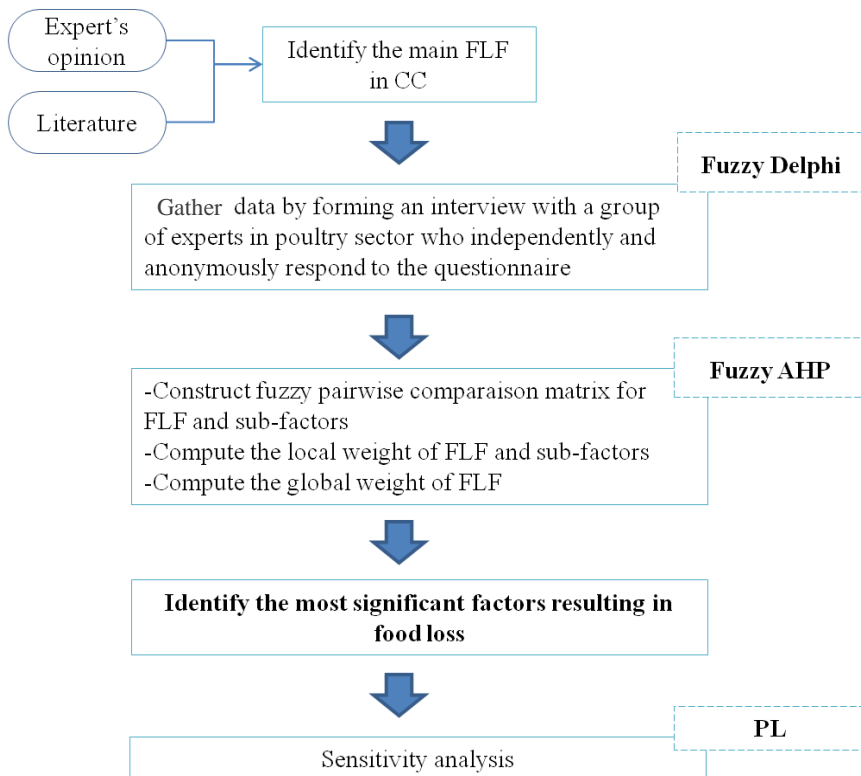 Expert's
opinion
Literature
Identify the main FLF
in CC
Fuzzy Delphi
Gather data by forming an interview with a group
of experts in poultry sector who independently and
anonymously respond to the questionnaire
Fuzzy AHP
-Construct fuzzy pairwise comparaison matrix for
FLF and sub-factors
-Compute the local weight of FLF and sub-factors
-Compute the global weight of FLF
Identify the most significant factors resulting in
food loss
PL
Sensitivity analysis